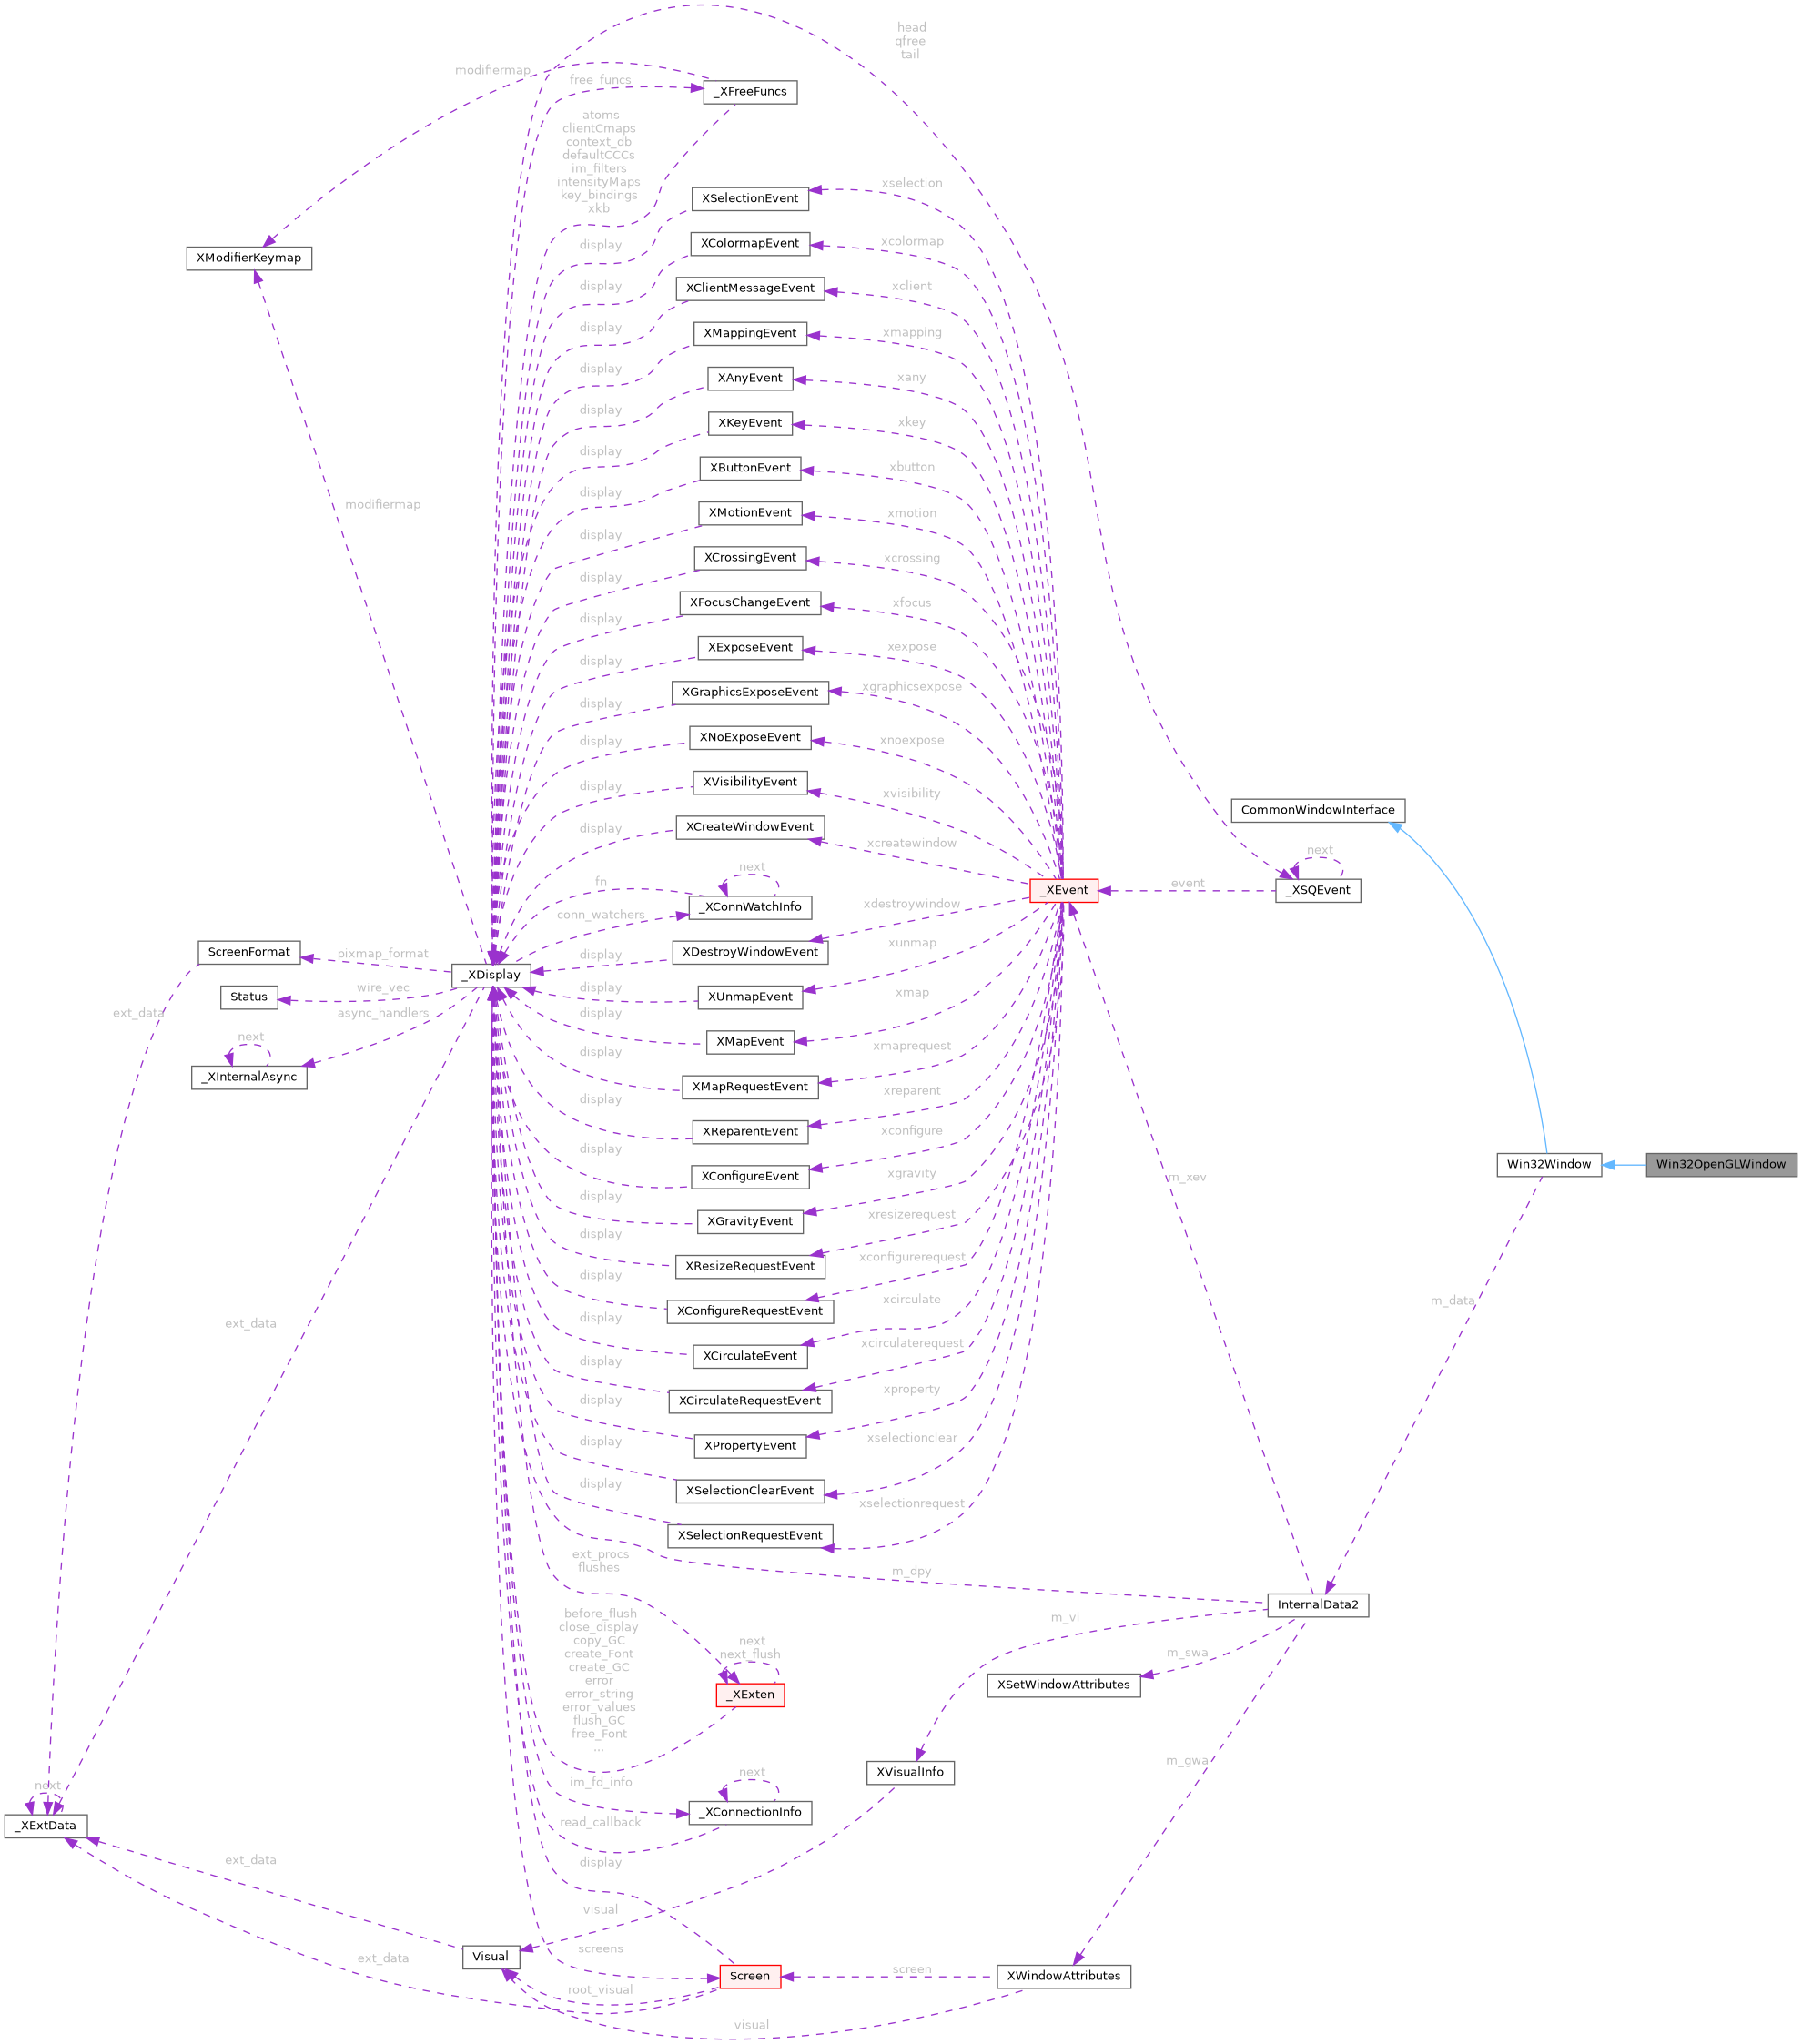 head
qfree
tail
modifiermap
free_funcs
_XFreeFuncs
atoms
clientCmaps
context_db
defaultCCCs
im_filters
intensityMaps
key_bindings
xkb
xselection
XSelectionEvent
display
xcolormap
XColormapEvent
XModifierKeymap
display
xclient
XClientMessageEvent
display
xmapping
XMappingEvent
display
xany
XAnyEvent
display
xkey
XKeyEvent
display
xbutton
XButtonEvent
display
modifiermap
xmotion
XMotionEvent
display
xcrossing
XCrossingEvent
display
xfocus
XFocusChangeEvent
display
xexpose
XExposeEvent
display
xgraphicsexpose
XGraphicsExposeEvent
display
xnoexpose
XNoExposeEvent
display
xvisibility
XVisibilityEvent
display
CommonWindowInterface
xcreatewindow
XCreateWindowEvent
display
next
next
fn
event
_XEvent
_XSQEvent
xdestroywindow
_XConnWatchInfo
conn_watchers
xunmap
XDestroyWindowEvent
display
ScreenFormat
pixmap_format
_XDisplay
wire_vec
Status
display
XUnmapEvent
xmap
ext_data
async_handlers
display
next
XMapEvent
xmaprequest
display
_XInternalAsync
XMapRequestEvent
xreparent
display
XReparentEvent
xconfigure
display
Win32Window
Win32OpenGLWindow
XConfigureEvent
xgravity
m_xev
display
XGravityEvent
xresizerequest
display
XResizeRequestEvent
xconfigurerequest
display
XConfigureRequestEvent
xcirculate
m_data
display
ext_data
XCirculateEvent
xcirculaterequest
display
XCirculateRequestEvent
xproperty
display
XPropertyEvent
xselectionclear
display
XSelectionClearEvent
xselectionrequest
display
XSelectionRequestEvent
ext_procs
flushes
m_dpy
InternalData2
before_flush
close_display
copy_GC
create_Font
create_GC
error
error_string
error_values
flush_GC
free_Font
...
m_vi
next
next_flush
m_swa
XSetWindowAttributes
_XExten
m_gwa
XVisualInfo
next
im_fd_info
next
_XConnectionInfo
read_callback
_XExtData
ext_data
display
visual
screens
Visual
ext_data
screen
Screen
XWindowAttributes
root_visual
visual